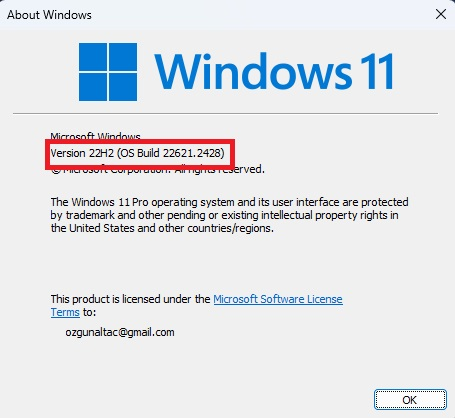 About Windows
Windows 11
Microsoft Windows
Version 22H2 (OS Build 22621.2428)
© Microsoft Corporation. All rights reserved.
The Windows 11 Pro operating system and its user interface are protected
by trademark and other pending or existing intellectual property rights in
the United States and other countries/regions.
This product is licensed under the Microsoft Software License
Terms to:
ozgunaltac@gmail.com
OK